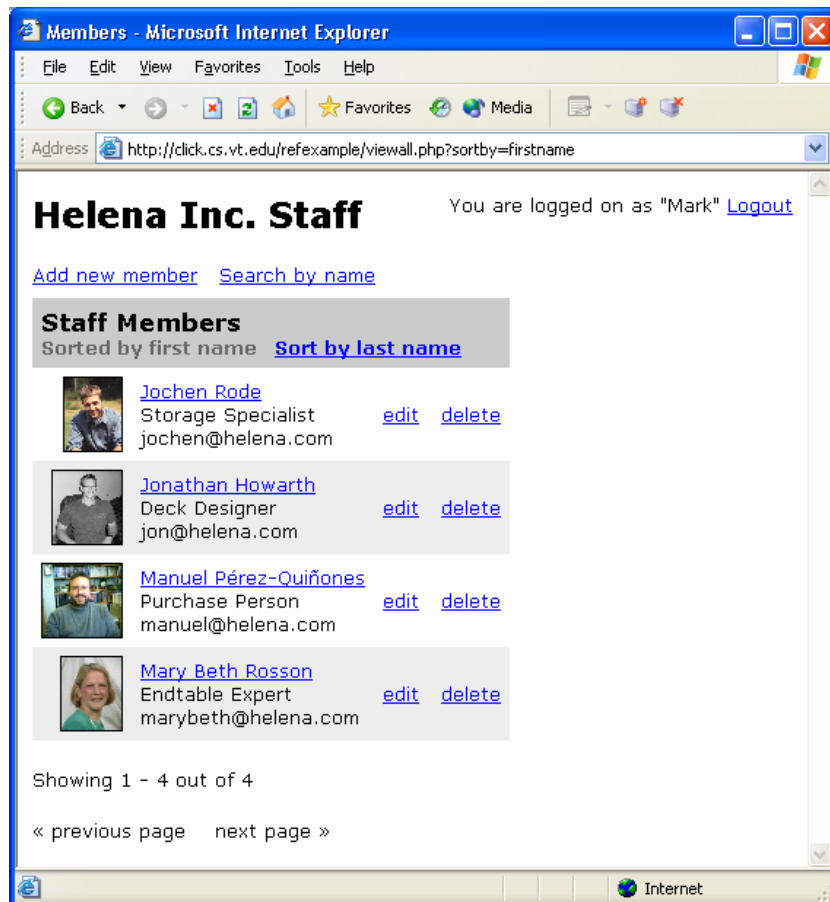 Members - Microsoft Internet Explorer
File Edit View Favorites Tools Help
Back Favorites Media
Address http://click.cs.vt.edu/refexample/viewall.php?sortby=firstname
Helena Inc. Staff
You are logged on as "Mark" Logout
Add new member Search by name
Staff Members
Sorted by first name Sort by last name
Jochen Rode
Storage Specialist edit delete
jochen@helena.com
Jonathan Howarth
Deck Designer edit delete
jon@helena.com
Manuel Pérez-Quiñones
Purchase Person edit delete
manuel@helena.com
Mary Beth Rosson
Endtable Expert edit delete
marybeth@helena.com
Showing 1 - 4 out of 4
« previous page next page »
Internet